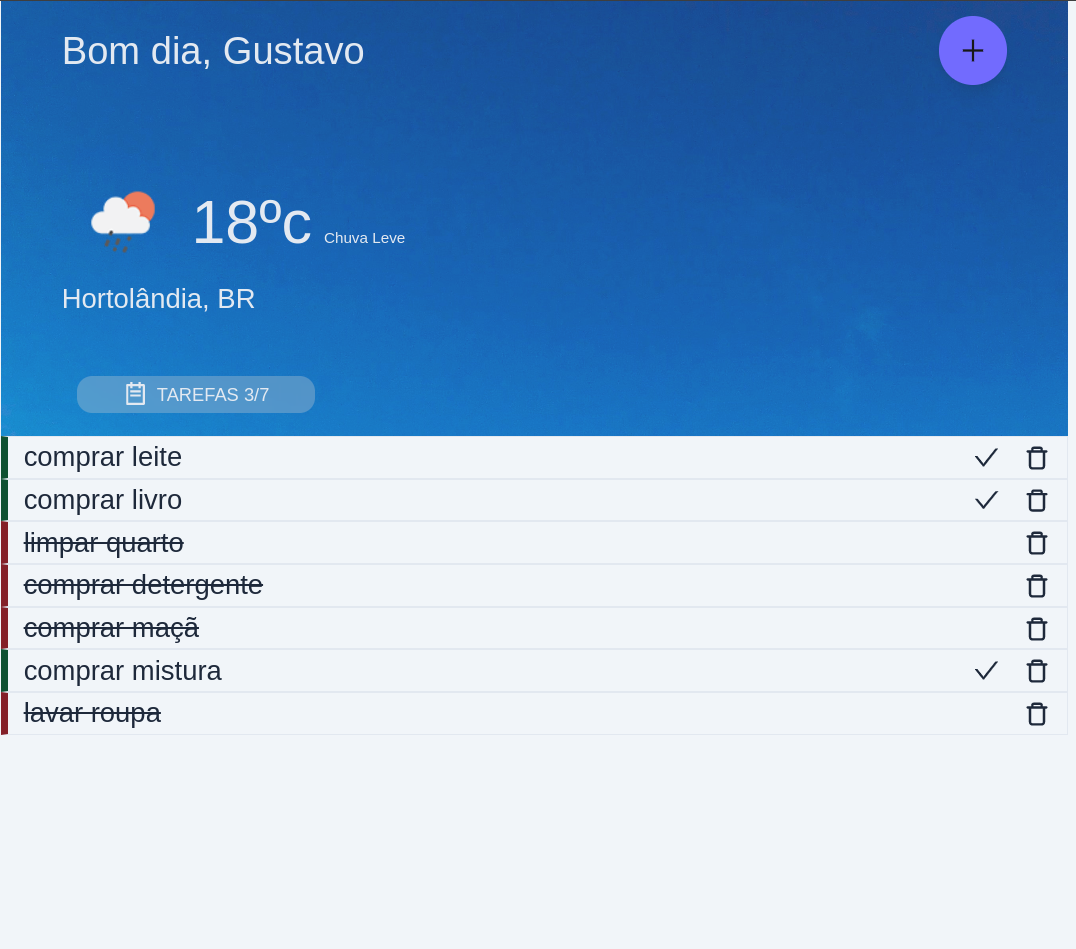 Bom dia, Gustavo
18ºc Chuva Leve
Hortolândia, BR
TAREFAS 3/7
comprar leite
comprar livro
limpar quarto
comprar detergente
comprar maçã
comprar mistura
lavar roupa